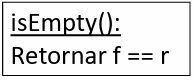 isEmpty():
Retornar f == r